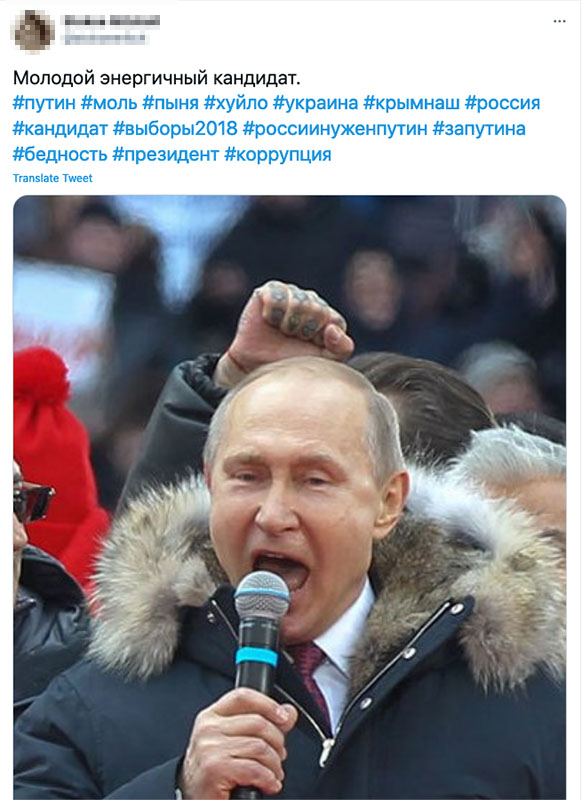 Молодой энергичный кандидат.
#путин #моль #пыня #хуйло #украина #крымнаш #россия
#кандидат #выборы2018 #россиинуженпутин #запутина
#бедность #президент #коррупция
Translate Tweet